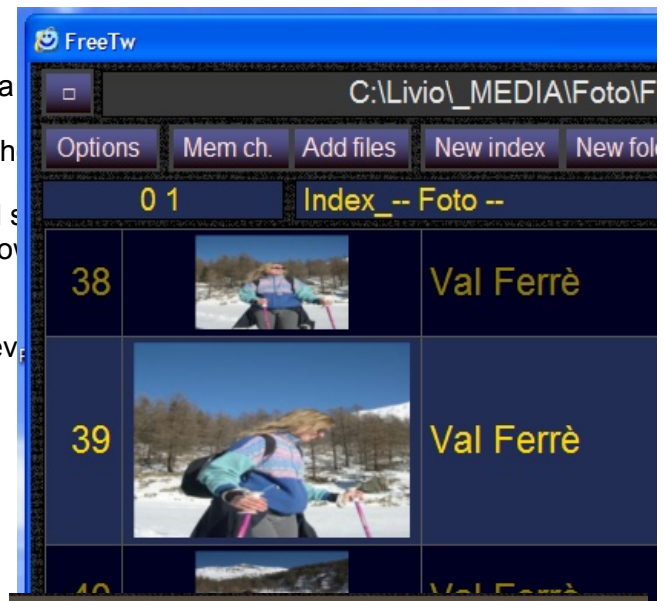 FreeTw
C:\Livio\_MEDIA\Foto\F
Options Mem ch. Add files New index New fol
0 1 Index_-- Foto --
38 Val Ferrè
39 Val Ferrè